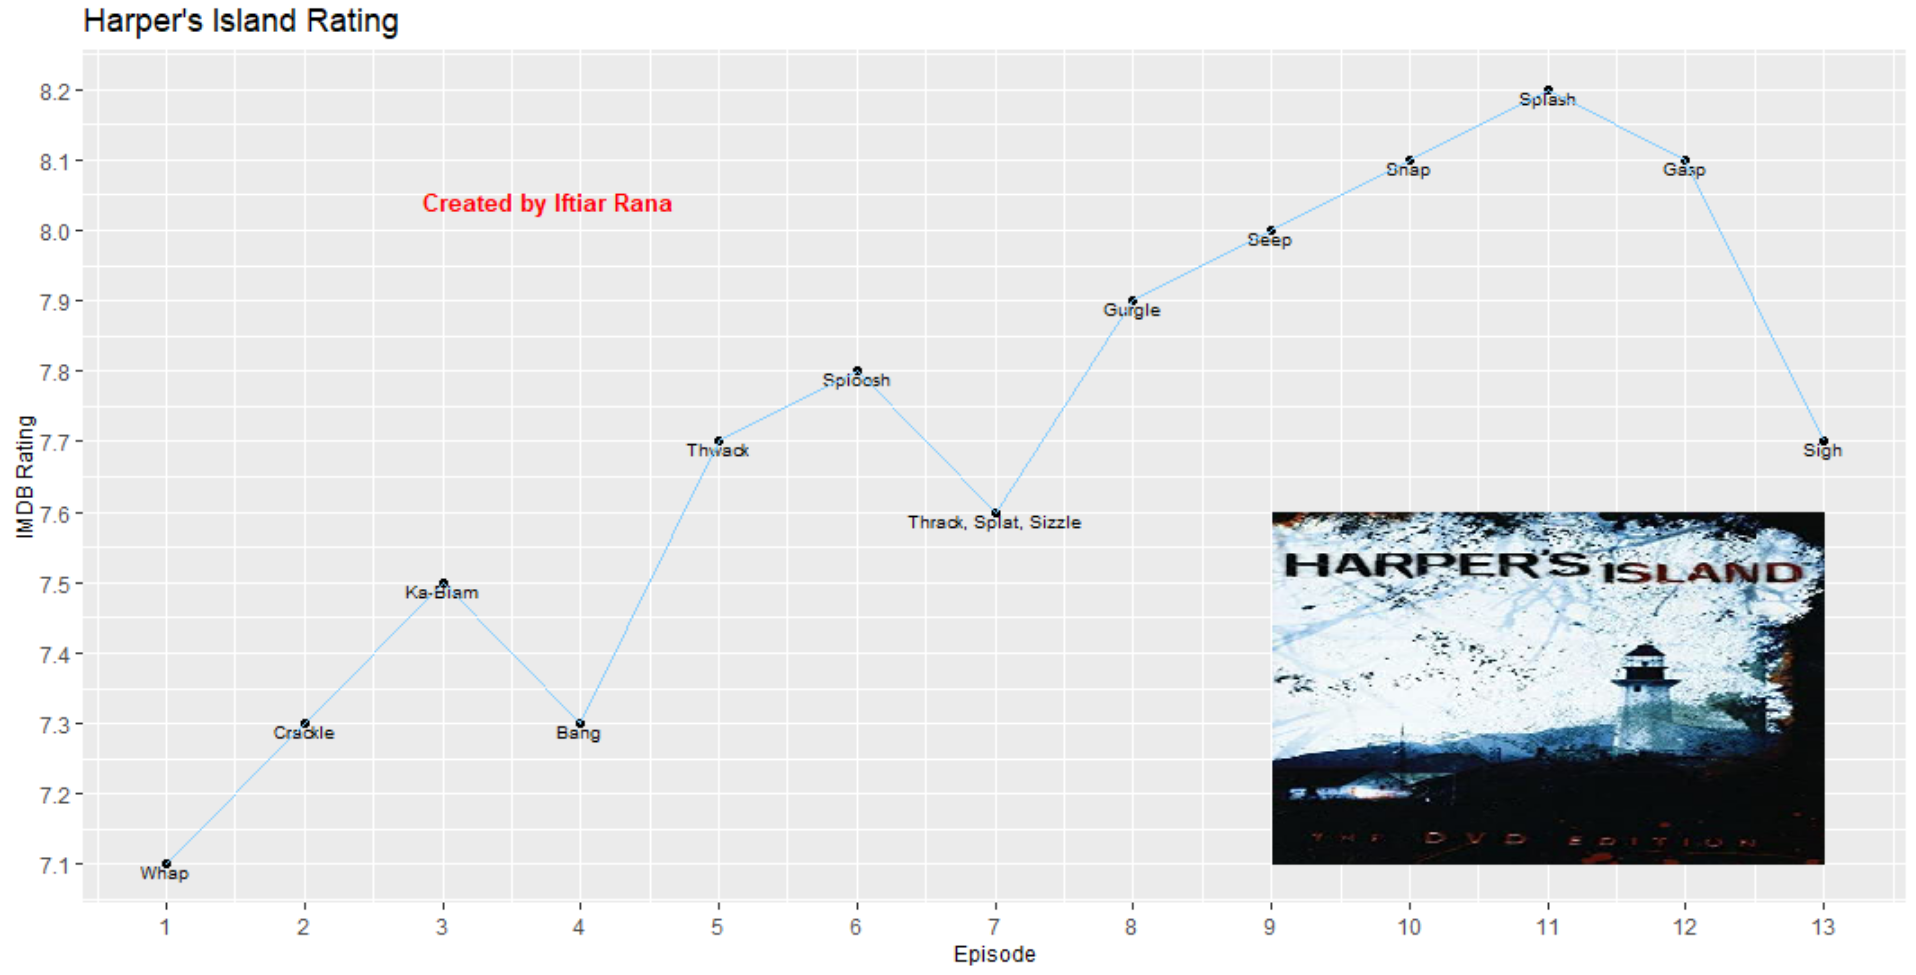 Harper's Island Rating
8.2
Splash
8.1
Snap
Gasp
Created by Iftiar Rana
8.0
Seep
7.9
Gurgle
7.8
Sploosh
7.7
Thwack
Sigh
IMDB Rating
7.6
Thrack, Splat, Sizzle
HARPER'S ISLAND
7.5
Ka-Blam
7.4
7.3
Crackle
Bang
7.2
THE DVD EDITION
7.1
Whap
1 2 3 4 5 6 7 8 9 10 11 12 13
Episode